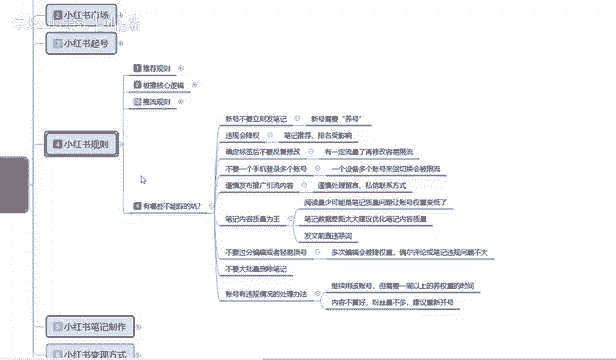 2 小红书市场
3 小红书起号
1 推荐规则
2 被推核心逻辑
3 推流规则
4 小红书规则
4 有哪些不能踩的坑?
新号不要立刻发笔记
新号需要“养号”
违规会降权
笔记推荐、排名受影响
确定标签后不要反复修改
有一定流量了再修改容易限流
不要一个手机登录多个账号
一个设备多个账号来回切换会被限流
谨慎发布推广引流内容
谨慎处理留言、私信联系方式
笔记内容质量为王
阅读量少可能是笔记质量问题让账号权重变低了
笔记数据差距太大建议优化笔记内容质量
发文前查违禁词
不要过分编辑或者轻易换号
多次编辑会被降权重，偶尔评论或笔记违规问题不大
不要大批量删除笔记
账号有违规情况的处理办法
继续用该账号，但需要一周以上的养权重的时间
内容不算好，粉丝量不多，建议重新开号
5 小红书笔记制作
6 小红书变现方式